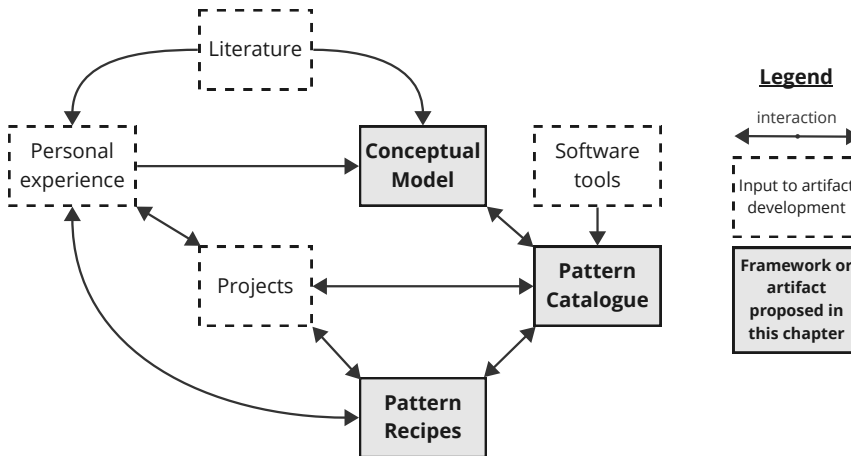 Literature
Personal
experience
Conceptual
Model
Software
tools
Projects
Pattern
Catalogue
Pattern
Recipes
Legend
interaction
Input to artifact
development
Framework or
artifact
proposed in
this chapter